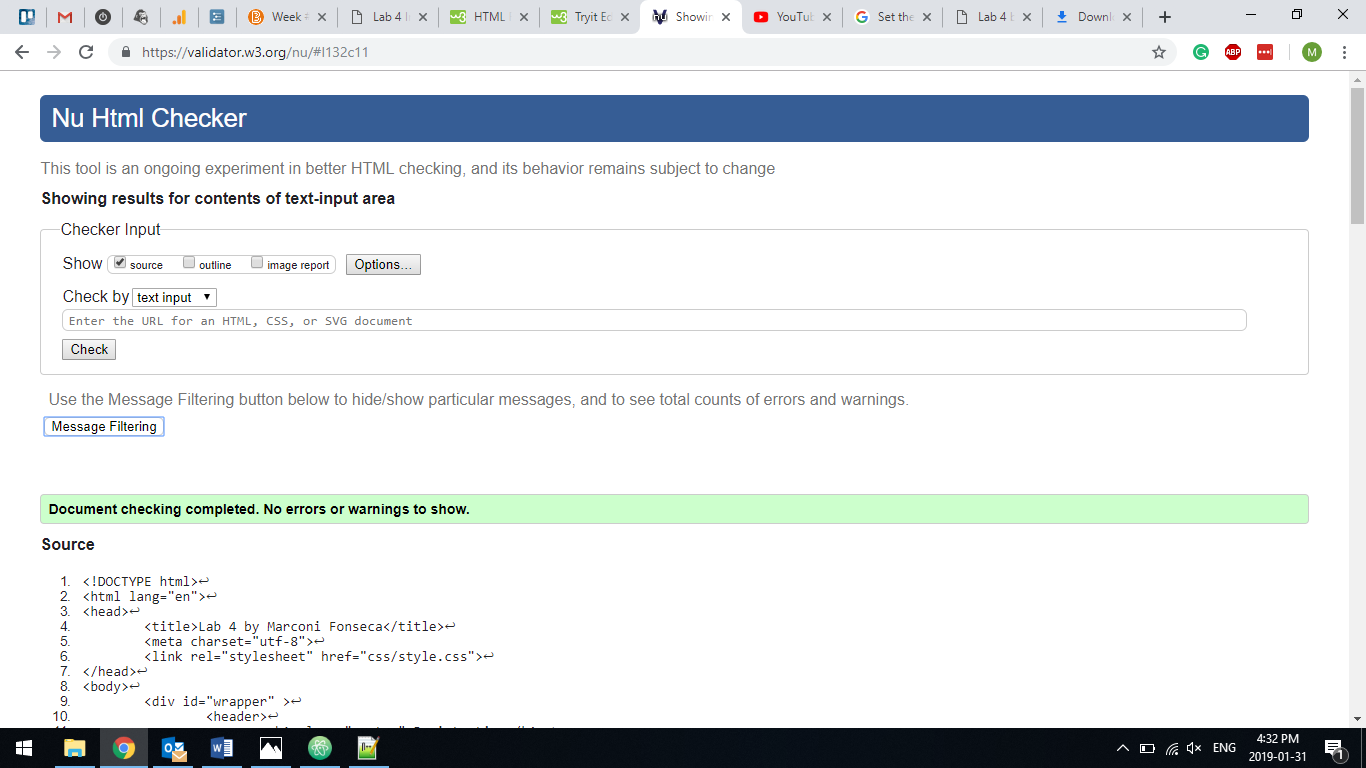 Week
Lab 4
HTML
Tryit Ed
Showin
YouTub
Set the
Lab 4
Downl
https://validator.w3.org/nu/#l132c11
ABP
M
Nu Html Checker
This tool is an ongoing experiment in better HTML checking, and its behavior remains subject to change
Showing results for contents of text-input area
Checker Input
Show source outline image report Options...
Check by text input
Enter the URL for an HTML, CSS, or SVG document
Check
Use the Message Filtering button below to hide/show particular messages, and to see total counts of errors and warnings.
Message Filtering
Document checking completed. No errors or warnings to show.
Source
1. <!DOCTYPE html>↩
2. <html lang="en">↩
3. <head>↩
4. <title>Lab 4 by Marconi Fonseca</title>↩
5. <meta charset="utf-8">↩
6. <link rel="stylesheet" href="css/style.css">↩
7. </head>↩
8. <body>↩
9. <div id="wrapper" >↩
10. <header>↩
ENG
4:32 PM
2019-01-31
1